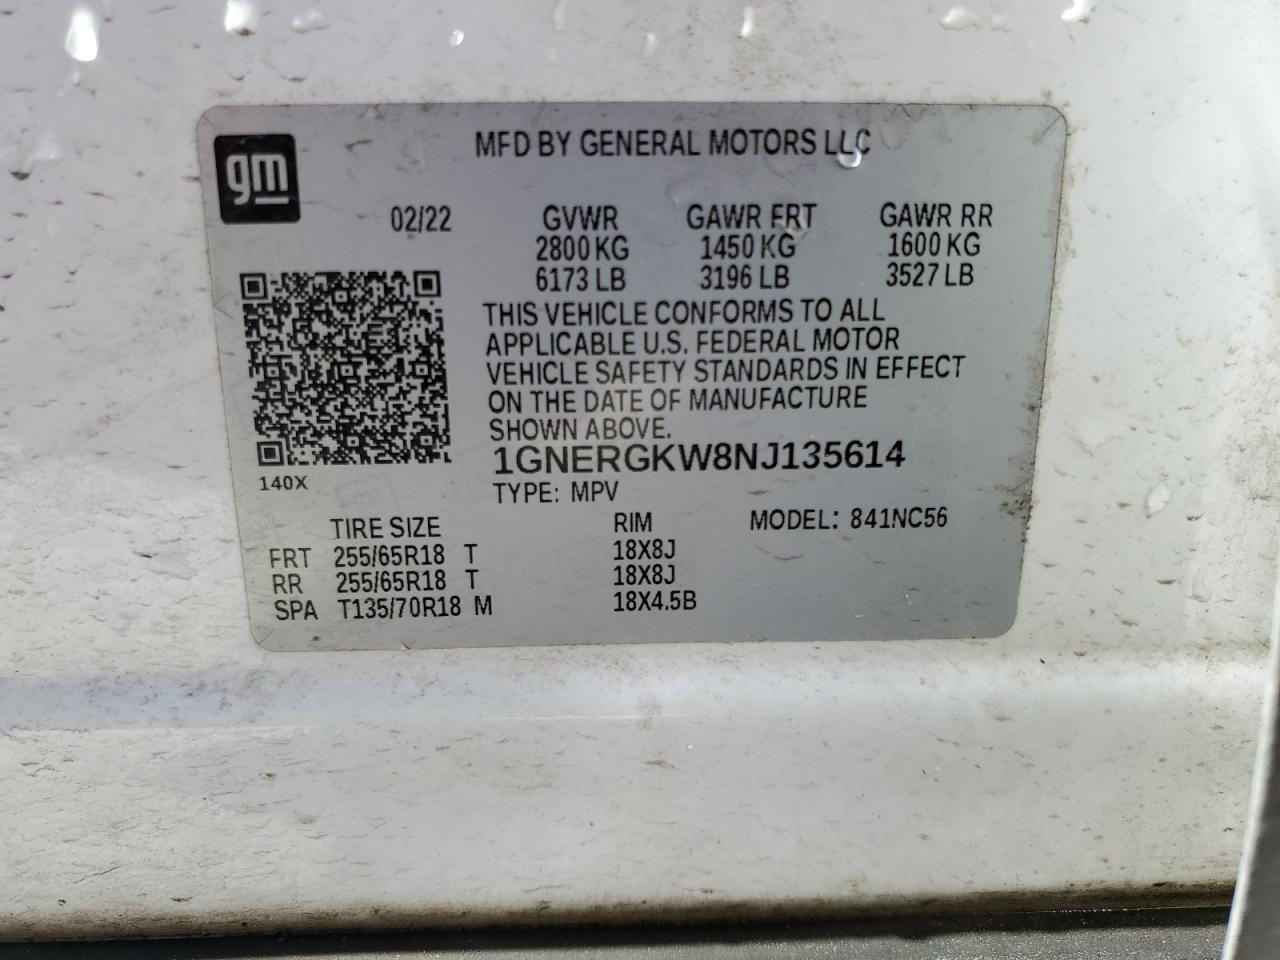 gm
MFD BY GENERAL MOTORS LLC
02/22 GVWR GAWR FRT GAWR RR
2800 KG 1450 KG 1600 KG
6173 LB 3196 LB 3527 LB
THIS VEHICLE CONFORMS TO ALL
APPLICABLE U.S. FEDERAL MOTOR
VEHICLE SAFETY STANDARDS IN EFFECT
ON THE DATE OF MANUFACTURE
SHOWN ABOVE.
1GNERGKW8NJ135614
140X
TYPE: MPV
TIRE SIZE RIM MODEL: 841NC56
FRT 255/65R18 T 18X8J
RR 255/65R18 T 18X8J
SPA T135/70R18 M 18X4.5B